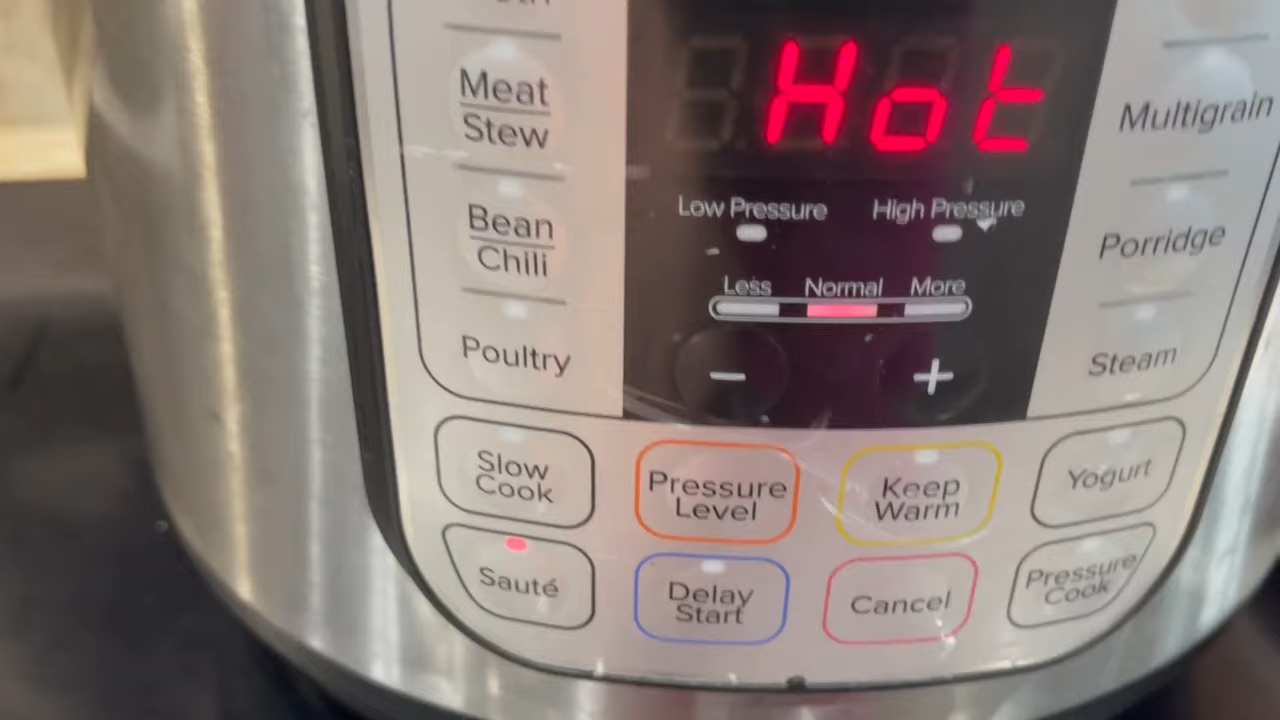 Hot
Meat
Stew
Multigrain
Low Pressure High Pressure
Bean
Chili
Porridge
Less Normal More
Poultry
Steam
− +
Slow
Cook
Pressure
Level
Keep
Warm
Yogurt
Sauté
Delay
Start
Cancel
Pressure
Cook